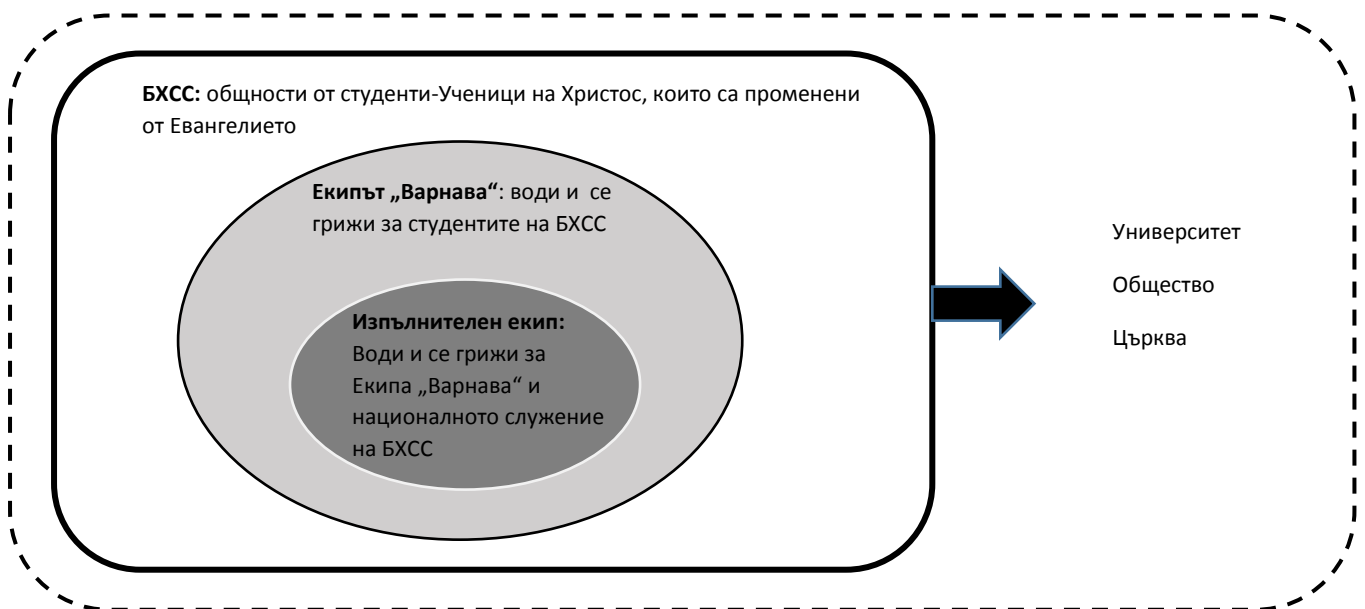 БХСС: общности от студенти-Ученици на Христос, които са променени
от Евангелието
Екипът „Варнава“: води и се
грижи за студентите на БХСС
Изпълнителен екип:
Води и се грижи за
Екипа „Варнава“ и
националното служение
на БХСС
Университет
Общество
Църква